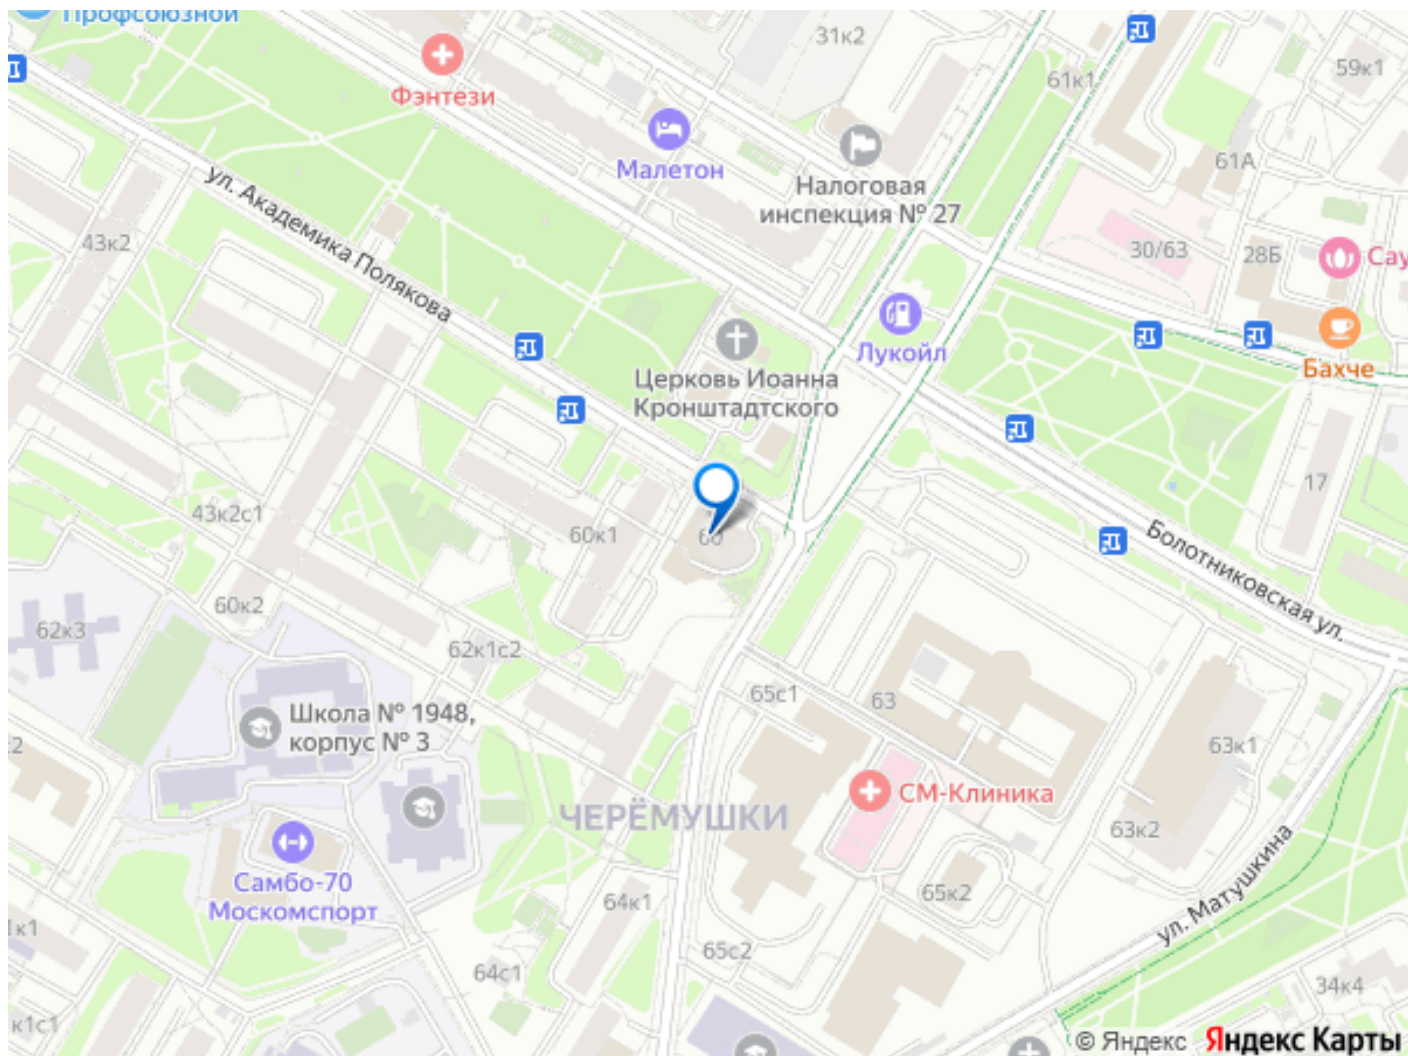 Профсоюзной
31к2
59к1
61к1
Фэнтези
Малетон
61А
Налоговая
инспекция № 27
ул. Академика Полякова
43к2
30/63
28Б
Сау
Лукойл
Бахче
Церковь Иоанна
Кронштадтского
17
43к2с1
60к1
60
Болотниковская ул.
60к2
62к3
62к1с2
65с1
63
Школа № 1948,
корпус № 3
63к1
СМ-Клиника
ЧЕРЁМУШКИ
63к2
ул. Матушкина
Самбо-70
Москомспорт
64к1
65к2
65с2
64с1
34к4
к1с1
© Яндекс Яндекс Карты